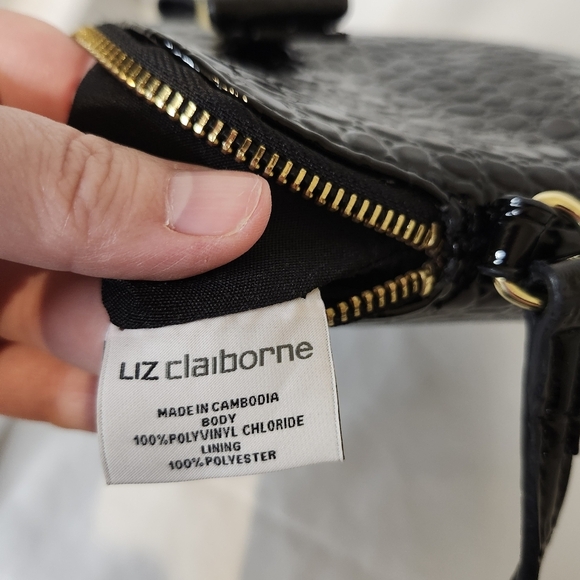 LIZ claiborne
MADE IN CAMBODIA
BODY
100%POLYVINYL CHLORIDE
LINING
100%POLYESTER